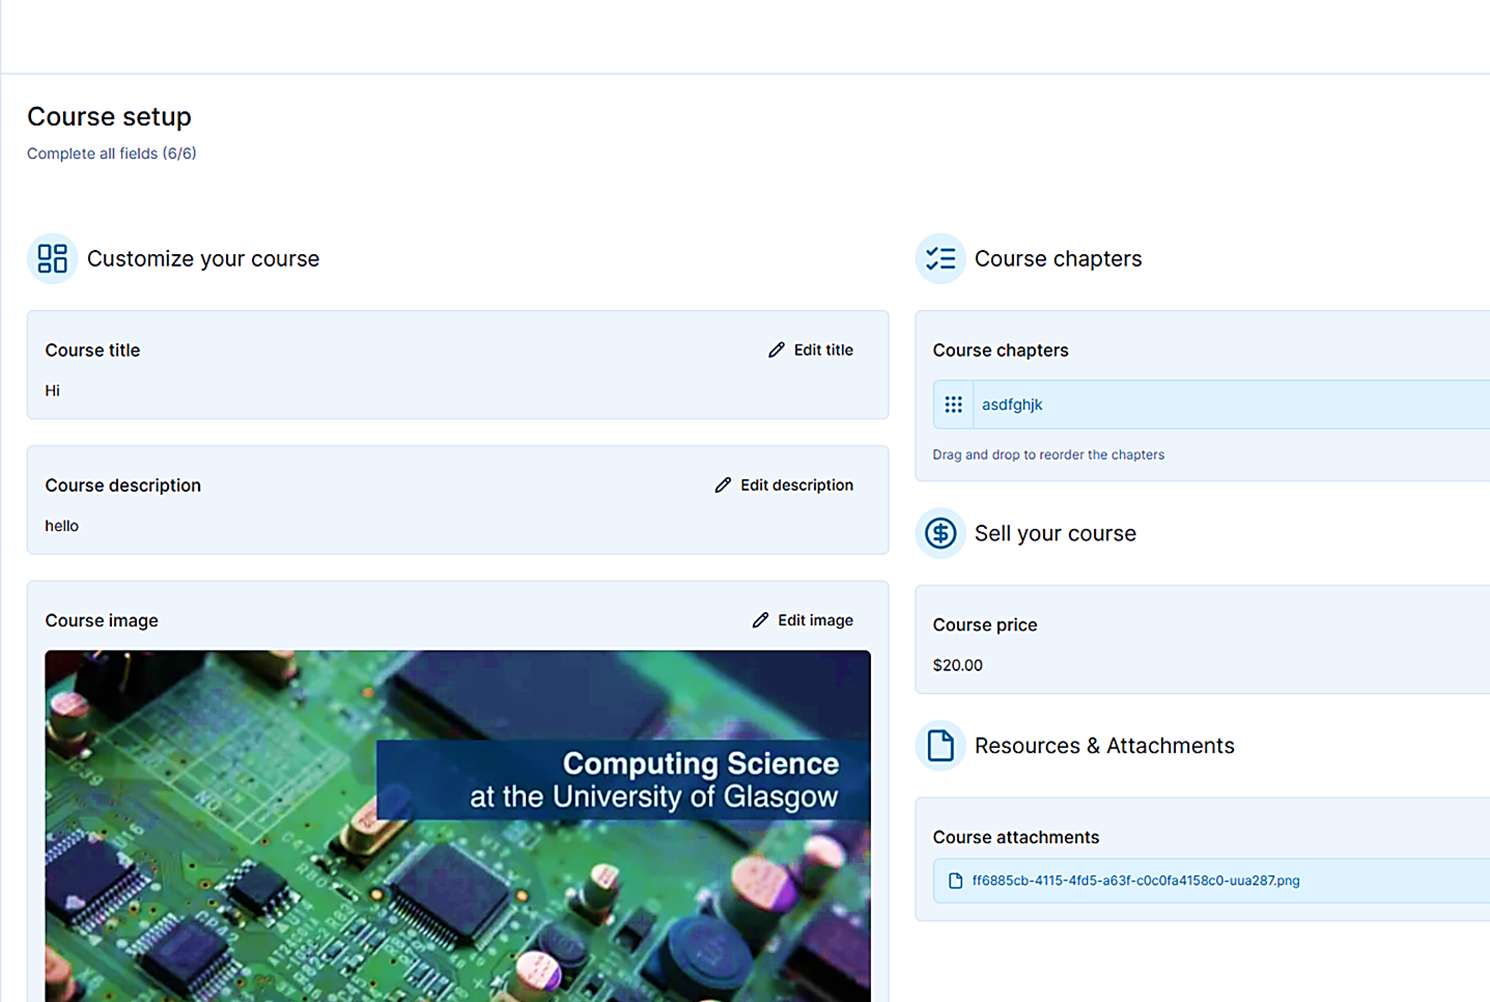 Course setup
Complete all fields (6/6)
Customize your course
Course title
Edit title
Hi
Course description
Edit description
hello
Course image
Edit image
Computing Science
at the University of Glasgow
Course chapters
Course chapters
asdfghjk
Drag and drop to reorder the chapters
Sell your course
Course price
$20.00
Resources & Attachments
Course attachments
ff6885cb-4115-4fd5-a63f-c0c0fa4158c0-uua287.png